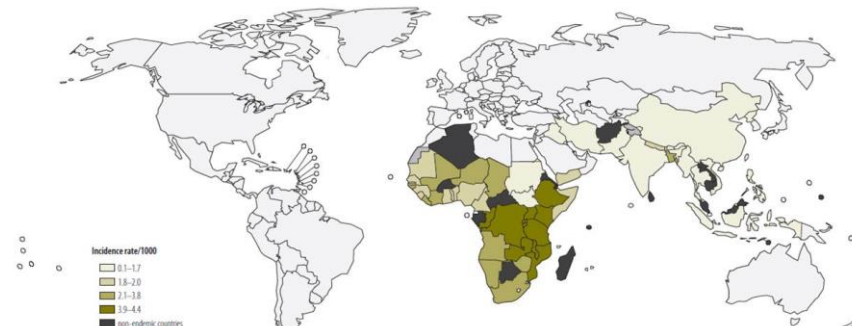 Incidence rate/1000
0.1–1.7
1.8–2.0
2.1–3.8
3.9–4.4
non-endemic countries